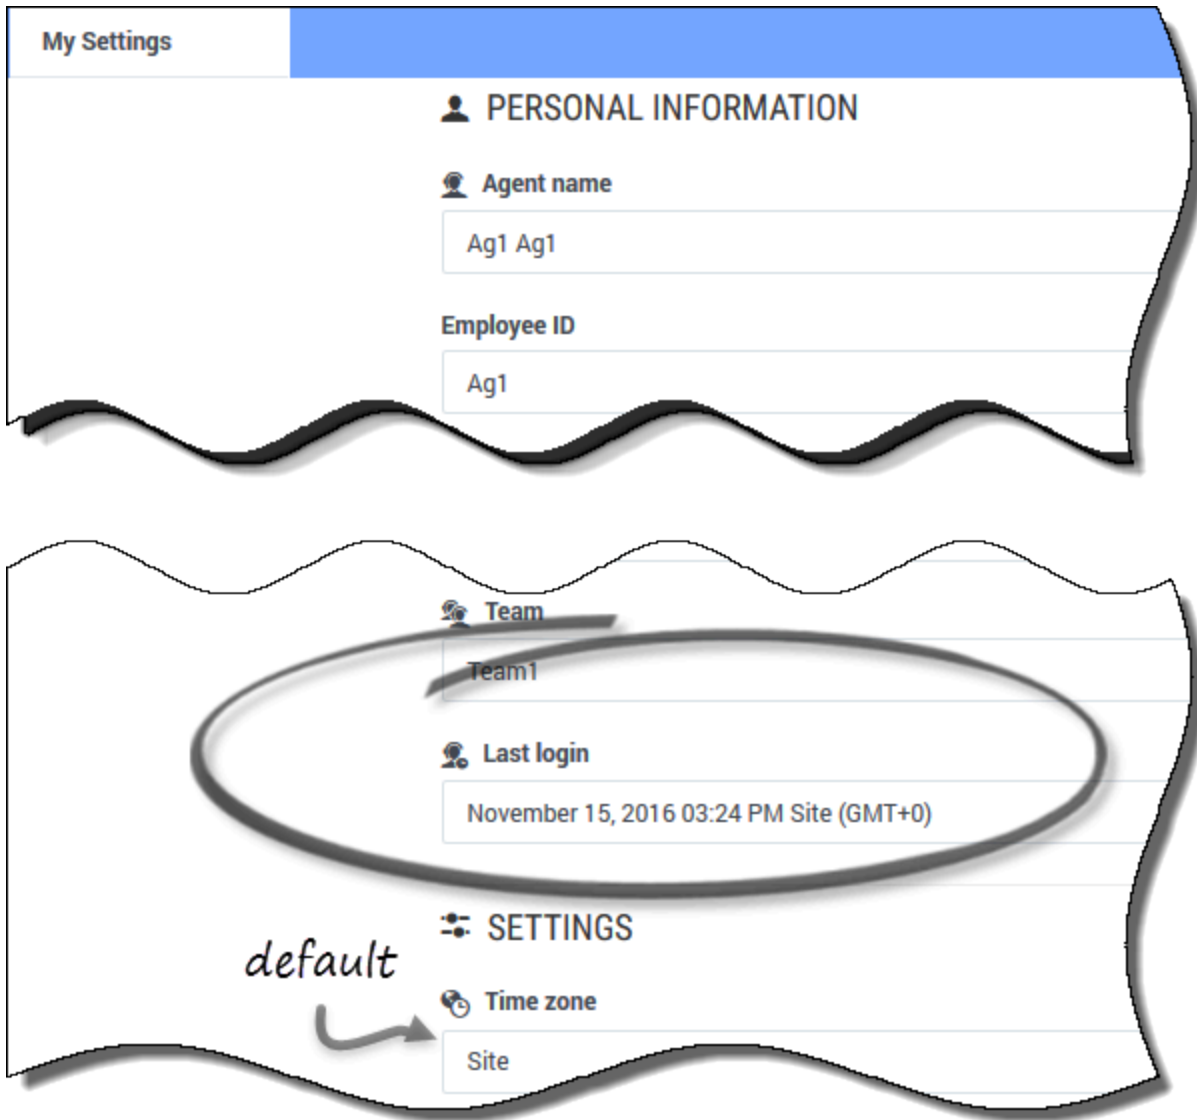 My Settings
PERSONAL INFORMATION
Agent name
Ag1 Ag1
Employee ID
Ag1
Team
Team1
Last login
November 15, 2016 03:24 PM Site (GMT+0)
SETTINGS
default
Time zone
Site